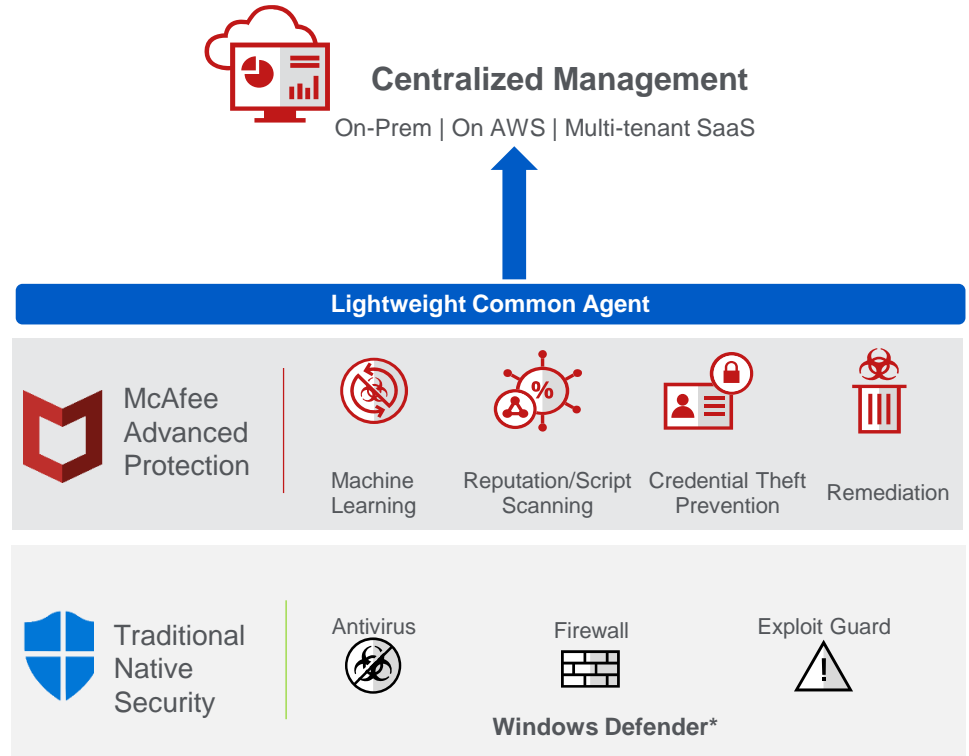 Centralized Management
On-Prem | On AWS | Multi-tenant SaaS
Lightweight Common Agent
McAfee
Advanced
Protection
%
Machine
Learning
Reputation/Script
Scanning
Credential Theft
Prevention
Remediation
Traditional
Native
Security
Antivirus
Firewall
Exploit Guard
!
Windows Defender*